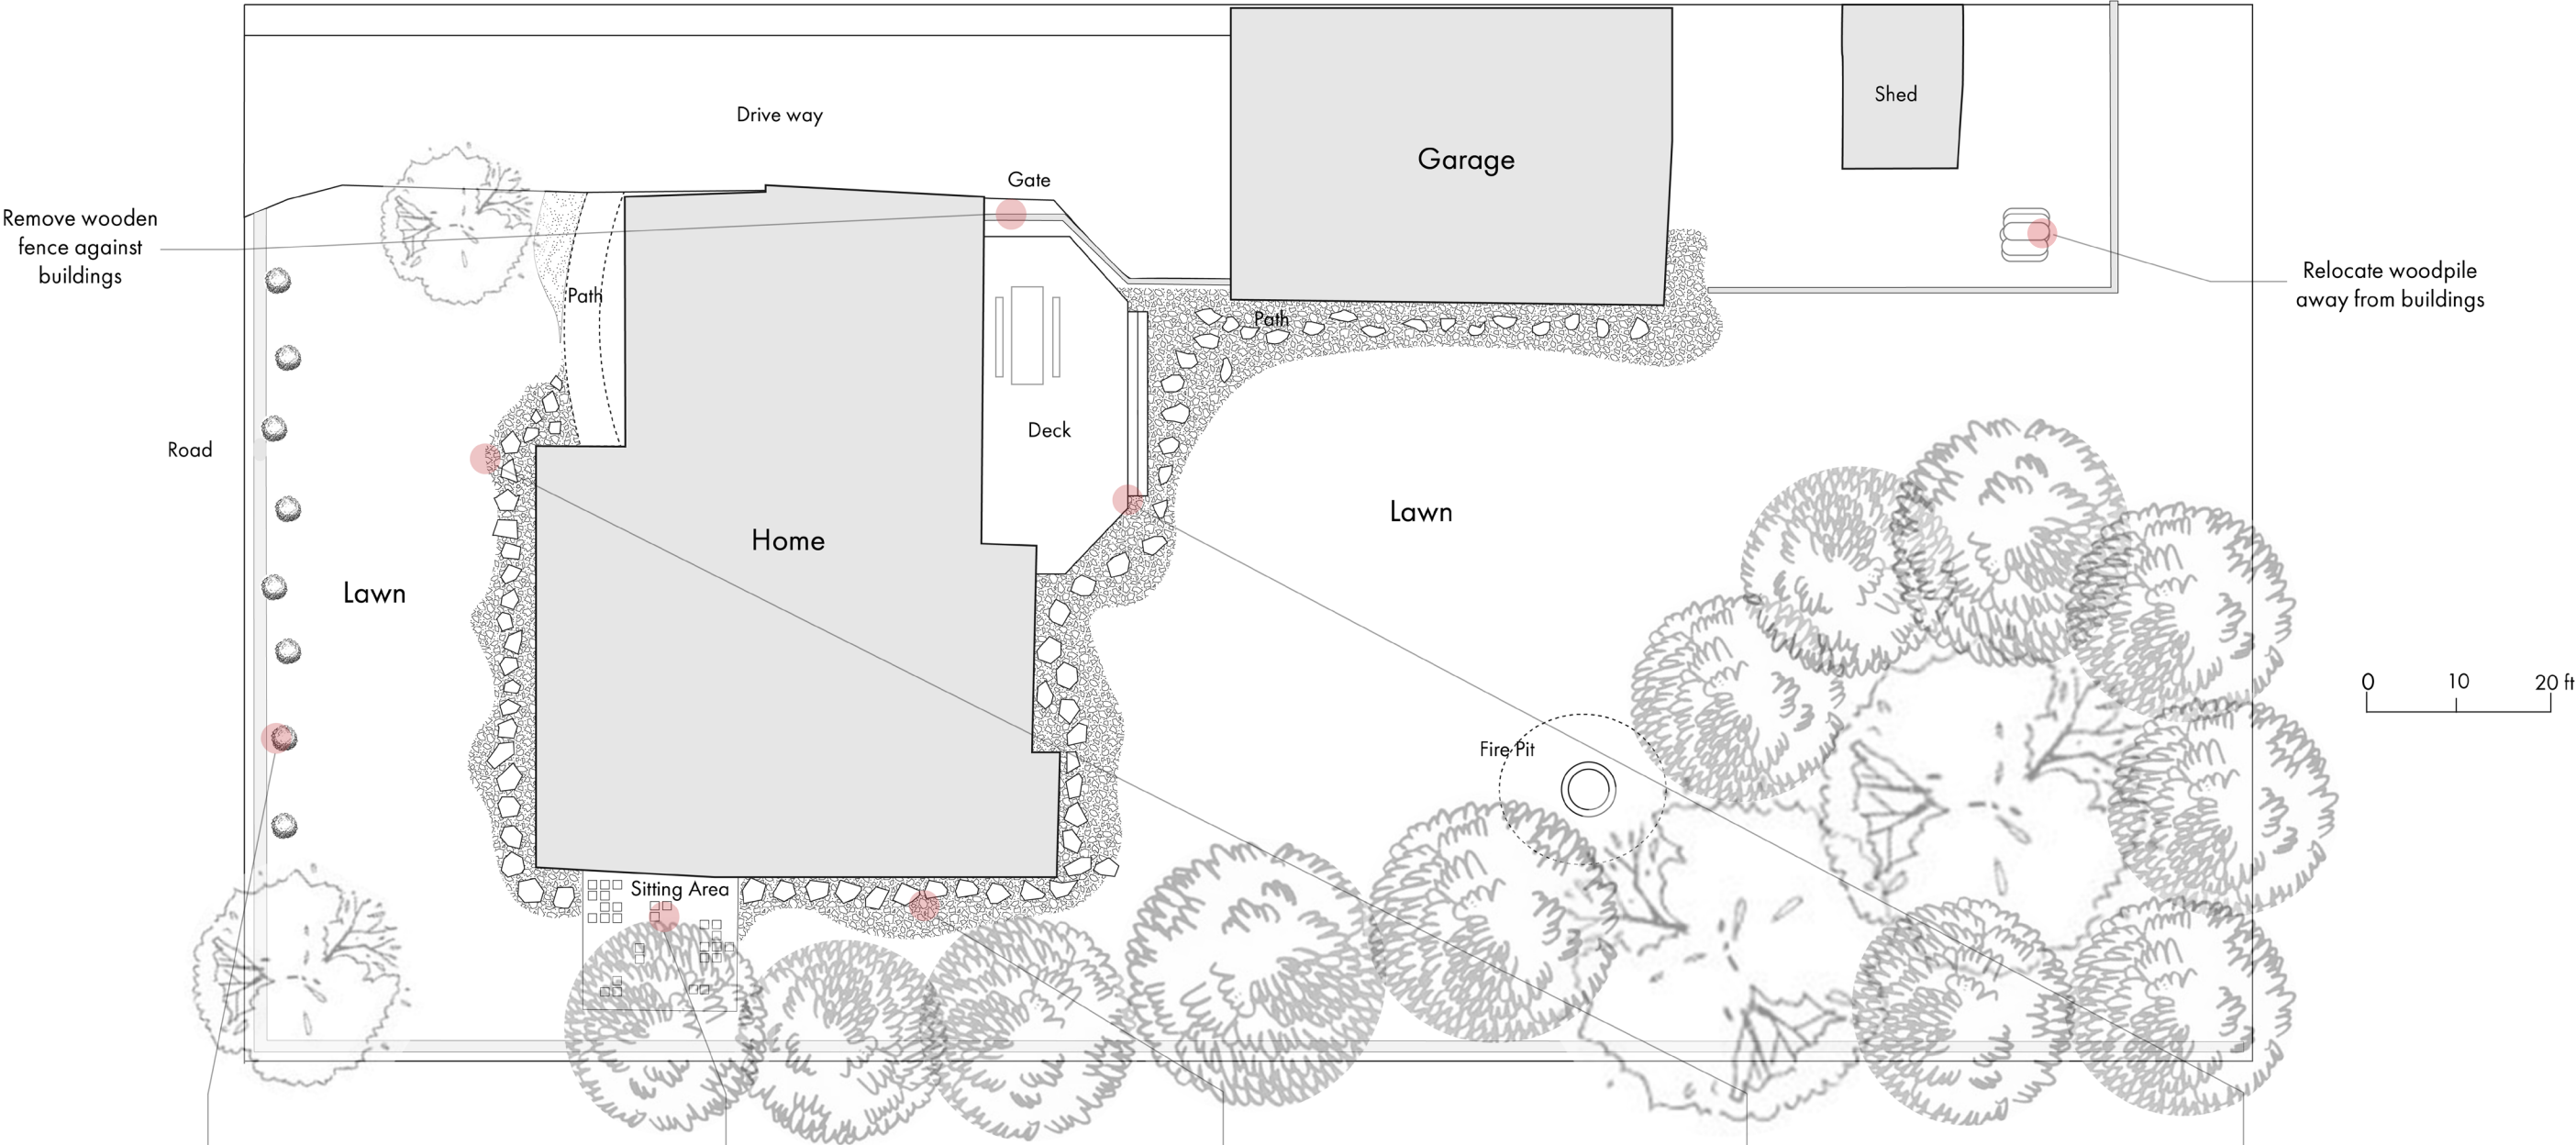 Drive way
Shed
Garage
Gate
Remove wooden
fence against
buildings
Relocate woodpile
away from buildings
Path
Path
Deck
Road
Lawn
Home
Lawn
0 10 20 ft
Fire Pit
Sitting Area